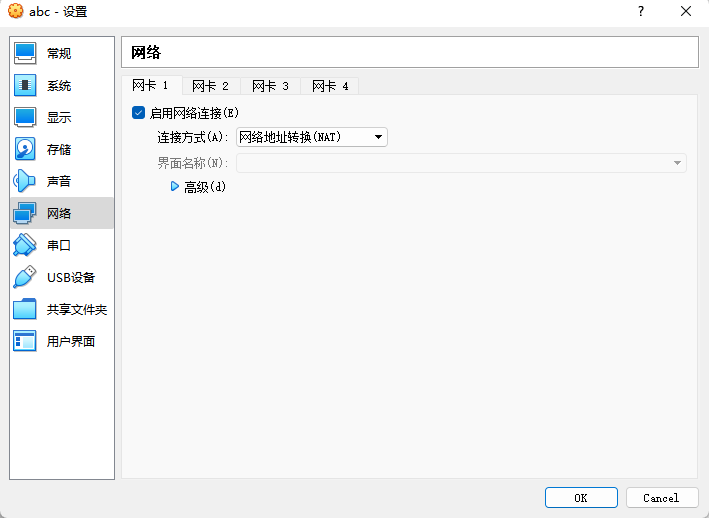 abc - 设置
?
常规
系统
显示
存储
声音
网络
串口
USB设备
共享文件夹
用户界面
网络
网卡 1 网卡 2 网卡 3 网卡 4
启用网络连接(E)
连接方式(A): 网络地址转换(NAT)
界面名称(N):
高级(d)
OK Cancel